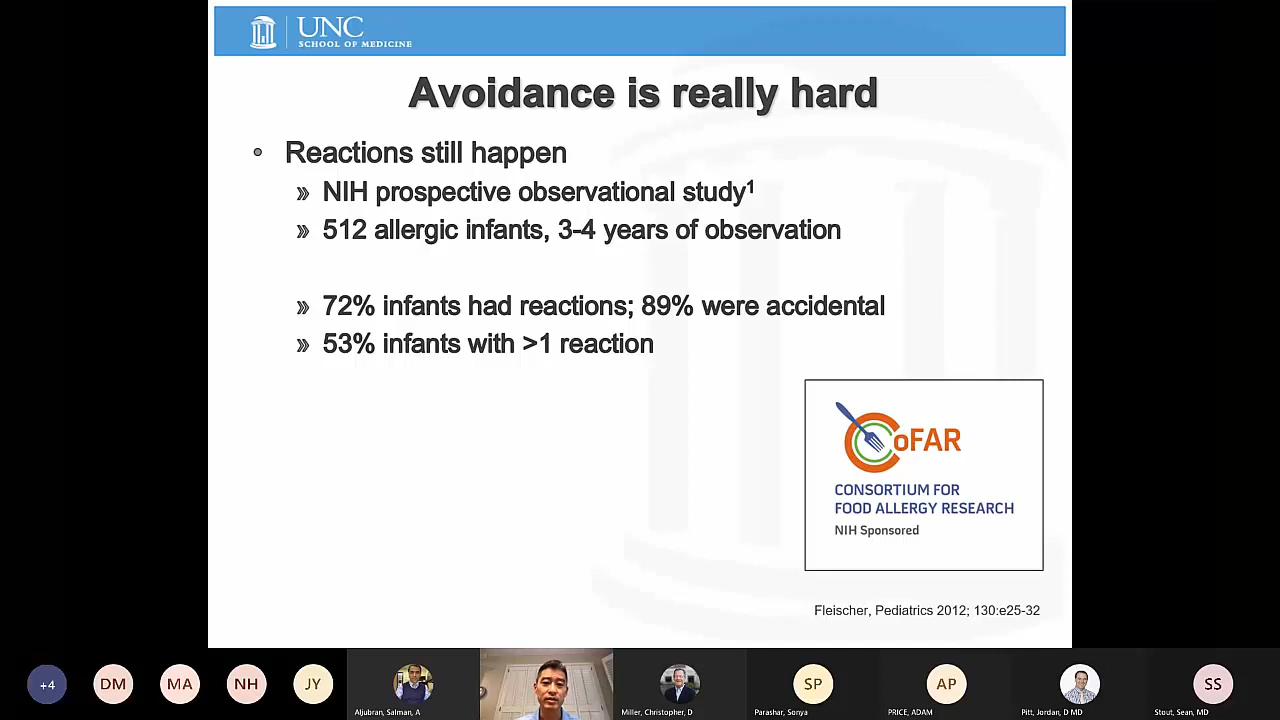 UNC
SCHOOL OF MEDICINE
Avoidance is really hard
• Reactions still happen
» NIH prospective observational study¹
» 512 allergic infants, 3-4 years of observation
» 72% infants had reactions; 89% were accidental
» 53% infants with >1 reaction
CoFAR
CONSORTIUM FOR
FOOD ALLERGY RESEARCH
NIH Sponsored
Fleischer, Pediatrics 2012; 130:e25-32
+4
DM
MA
NH
JY
SP
AP
SS
Aljubran, Salman, A
Miller, Christopher, D
Parashar, Sonya
PRICE, ADAM
Pitt, Jordan, D MD
Stout, Sean, MD